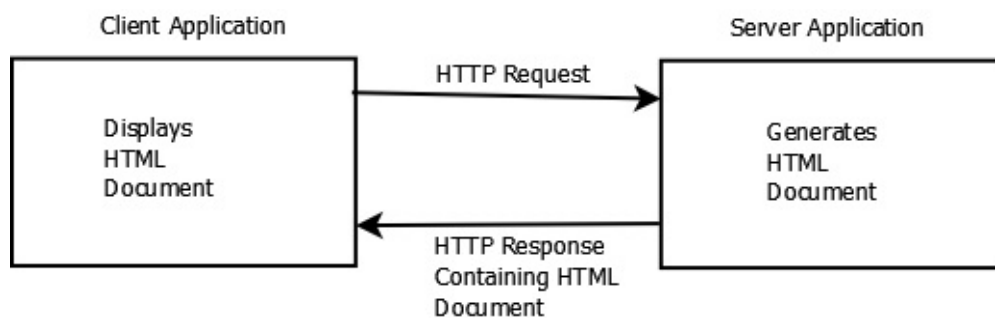 Client Application
Server Application
HTTP Request
Displays
HTML
Document
Generates
HTML
Document
HTTP Response
Containing HTML
Document